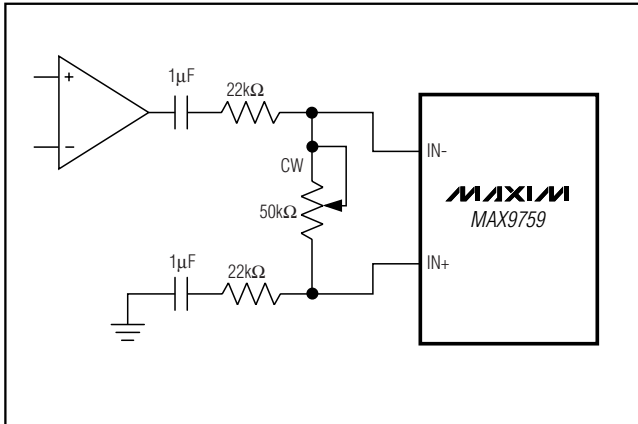 +
−
1µF
22kΩ
CW
50kΩ
1µF
22kΩ
IN-
MAXIM
MAX9759
IN+